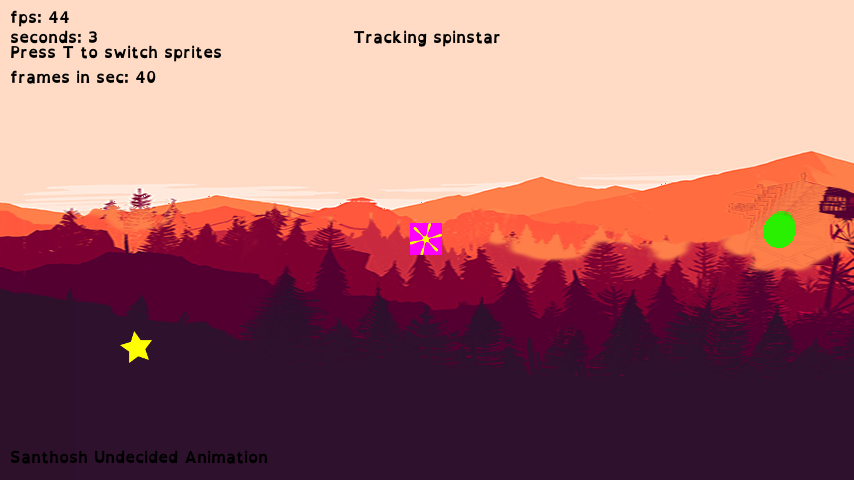 fps: 44
seconds: 3
Tracking spinstar
Press T to switch sprites
frames in sec: 40
Santhosh Undecided Animation